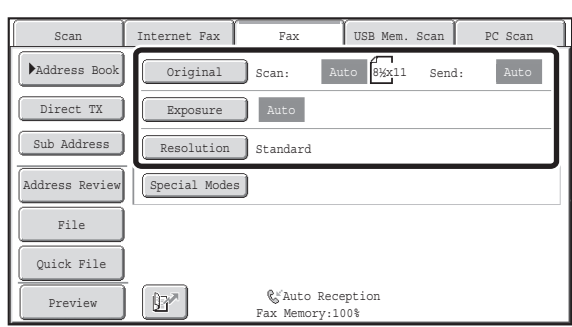 Scan Internet Fax Fax USB Mem. Scan PC Scan
Address Book Original Scan: Auto 8½x11 Send: Auto
Direct TX Exposure Auto
Sub Address Resolution Standard
Address Review Special Modes
File
Quick File
Preview Auto Reception
Fax Memory:100%